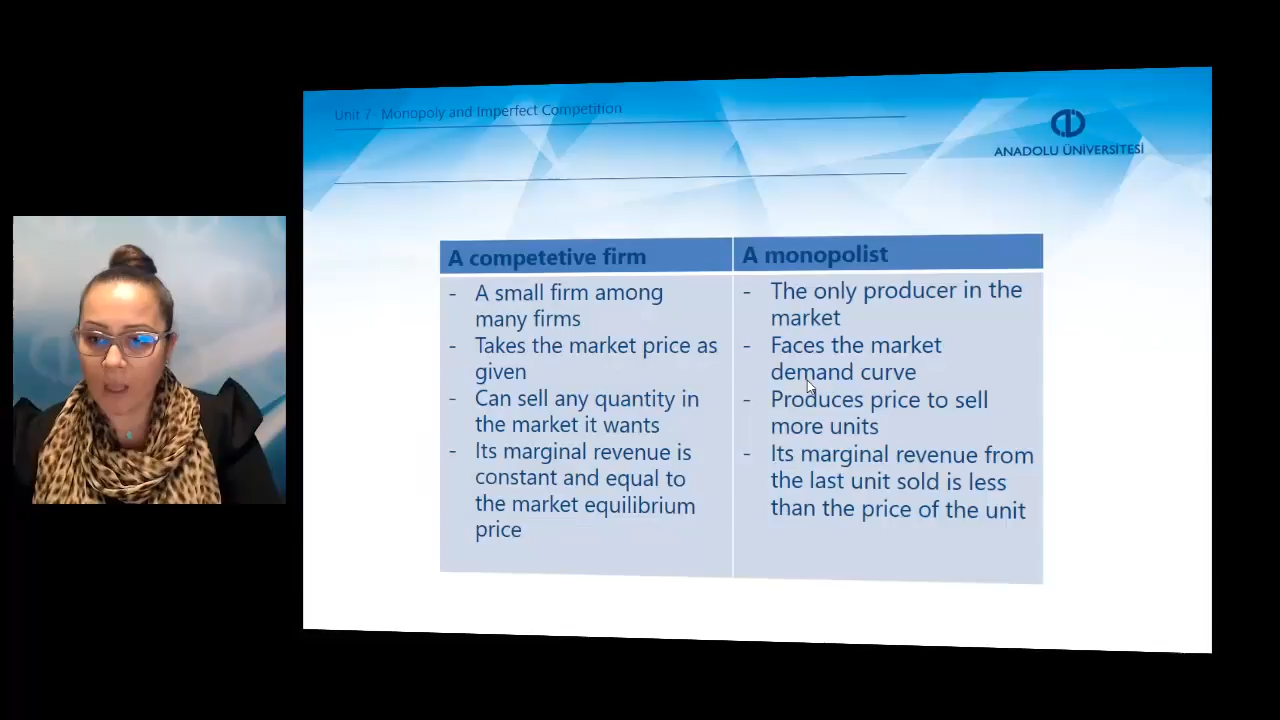 Unit 7- Monopoly and Imperfect Competition
ANADOLU ÜNİVERSİTESİ
A competetive firm
- A small firm among
many firms
- Takes the market price as
given
- Can sell any quantity in
the market it wants
- Its marginal revenue is
constant and equal to
the market equilibrium
price
A monopolist
- The only producer in the
market
- Faces the market
demand curve
- Produces price to sell
more units
- Its marginal revenue from
the last unit sold is less
than the price of the unit